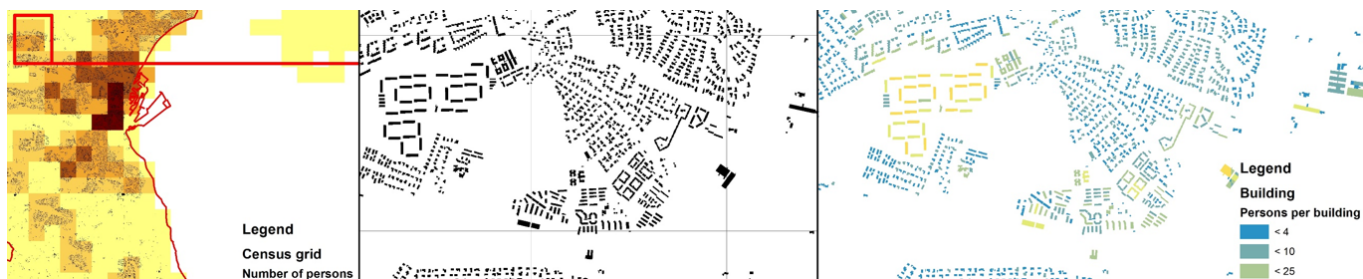 Legend
Census grid
Number of persons
Legend
Building
Persons per building
< 4
< 10
< 25